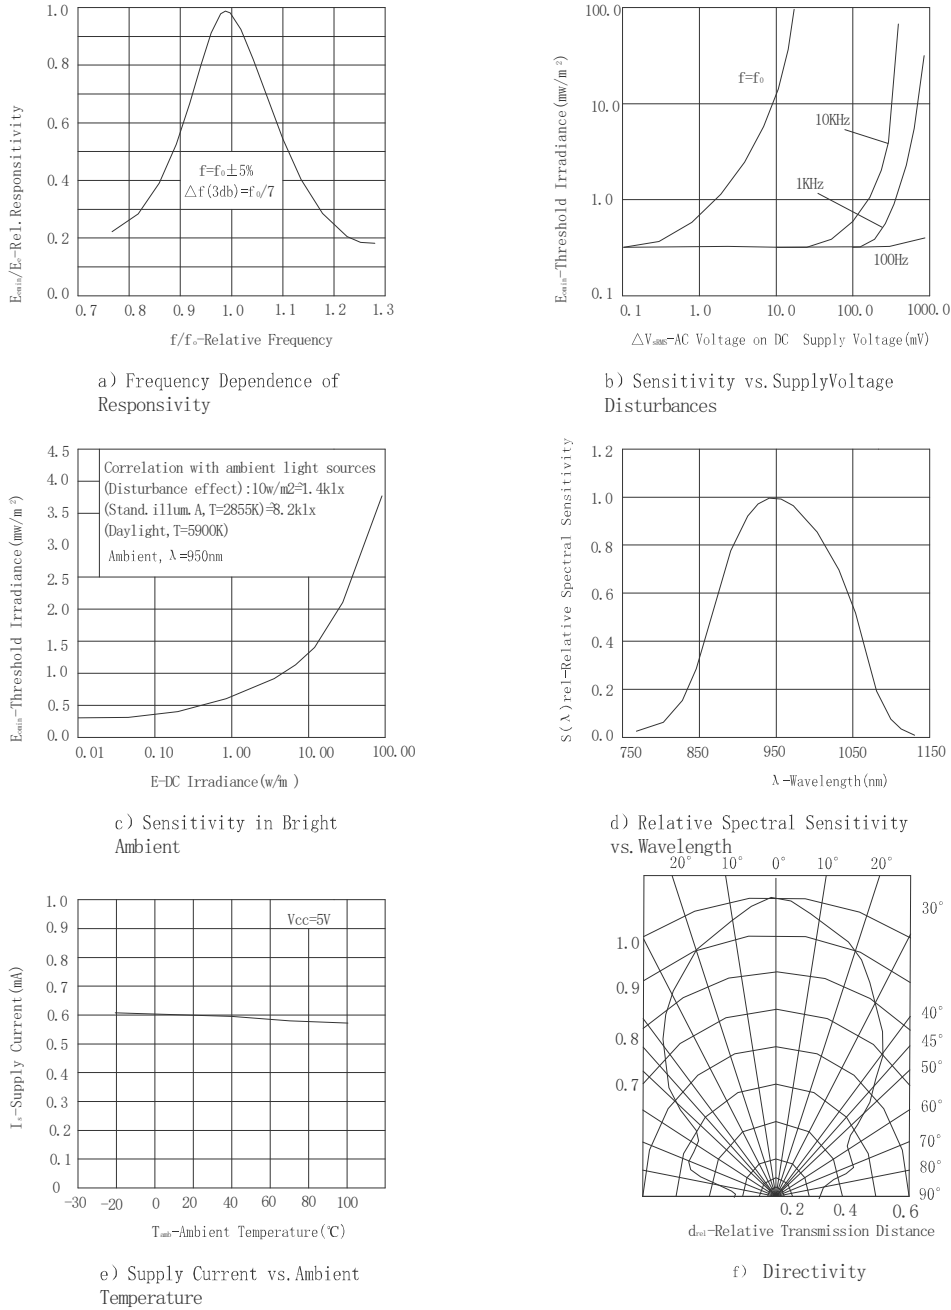 1.0
0.8
0.6
0.4
0.2
0.0
0.7 0.8 0.9 1.0 1.1 1.2 1.3
Eemin/Ee-Rel.Responsitivity
f=f0±5%
△f(3db)=f0/7
f/f0-Relative Frequency
a) Frequency Dependence of
Responsivity
100.0
10.0
1.0
0.1
0.1 1.0 10.0 100.0 1000.0
Eemin-Threshold Irradiance(mw/m2)
f=f0
10KHz
1KHz
100Hz
△VsRMS-AC Voltage on DC Supply Voltage(mV)
b) Sensitivity vs.SupplyVoltage
Disturbances
4.5
4.0
3.5
3.0
2.5
2.0
1.5
1.0
0.5
0.0
0.01 0.10 1.00 10.00 100.00
Eemin-Threshold Irradiance(mw/m2)
Correlation with ambient light sources
(Disturbance effect):10w/m2≃1.4klx
(Stand.illum.A,T=2855K)≃8.2klx
(Daylight,T=5900K)
Ambient,λ=950nm
E-DC Irradiance(w/m )
c) Sensitivity in Bright
Ambient
1.2
1.0
0.8
0.6
0.4
0.2
0.0
750 850 950 1050 1150
S(λ)rel-Relative Spectral Sensitivity
λ-Wavelength(nm)
d) Relative Spectral Sensitivity
vs.Wavelength
1.0
0.9
0.8
0.7
0.6
0.5
0.4
0.3
0.2
0.1
0
-30 -20 0 20 40 60 80 100
Is-Supply Current(mA)
Vcc=5V
Tamb-Ambient Temperature(℃)
e) Supply Current vs.Ambient
Temperature
20° 10° 0° 10° 20°
30°
40°
45°
50°
60°
70°
80°
90°
1.0
0.9
0.8
0.7
0.2 0.4 0.6
drel-Relative Transmission Distance
f) Directivity